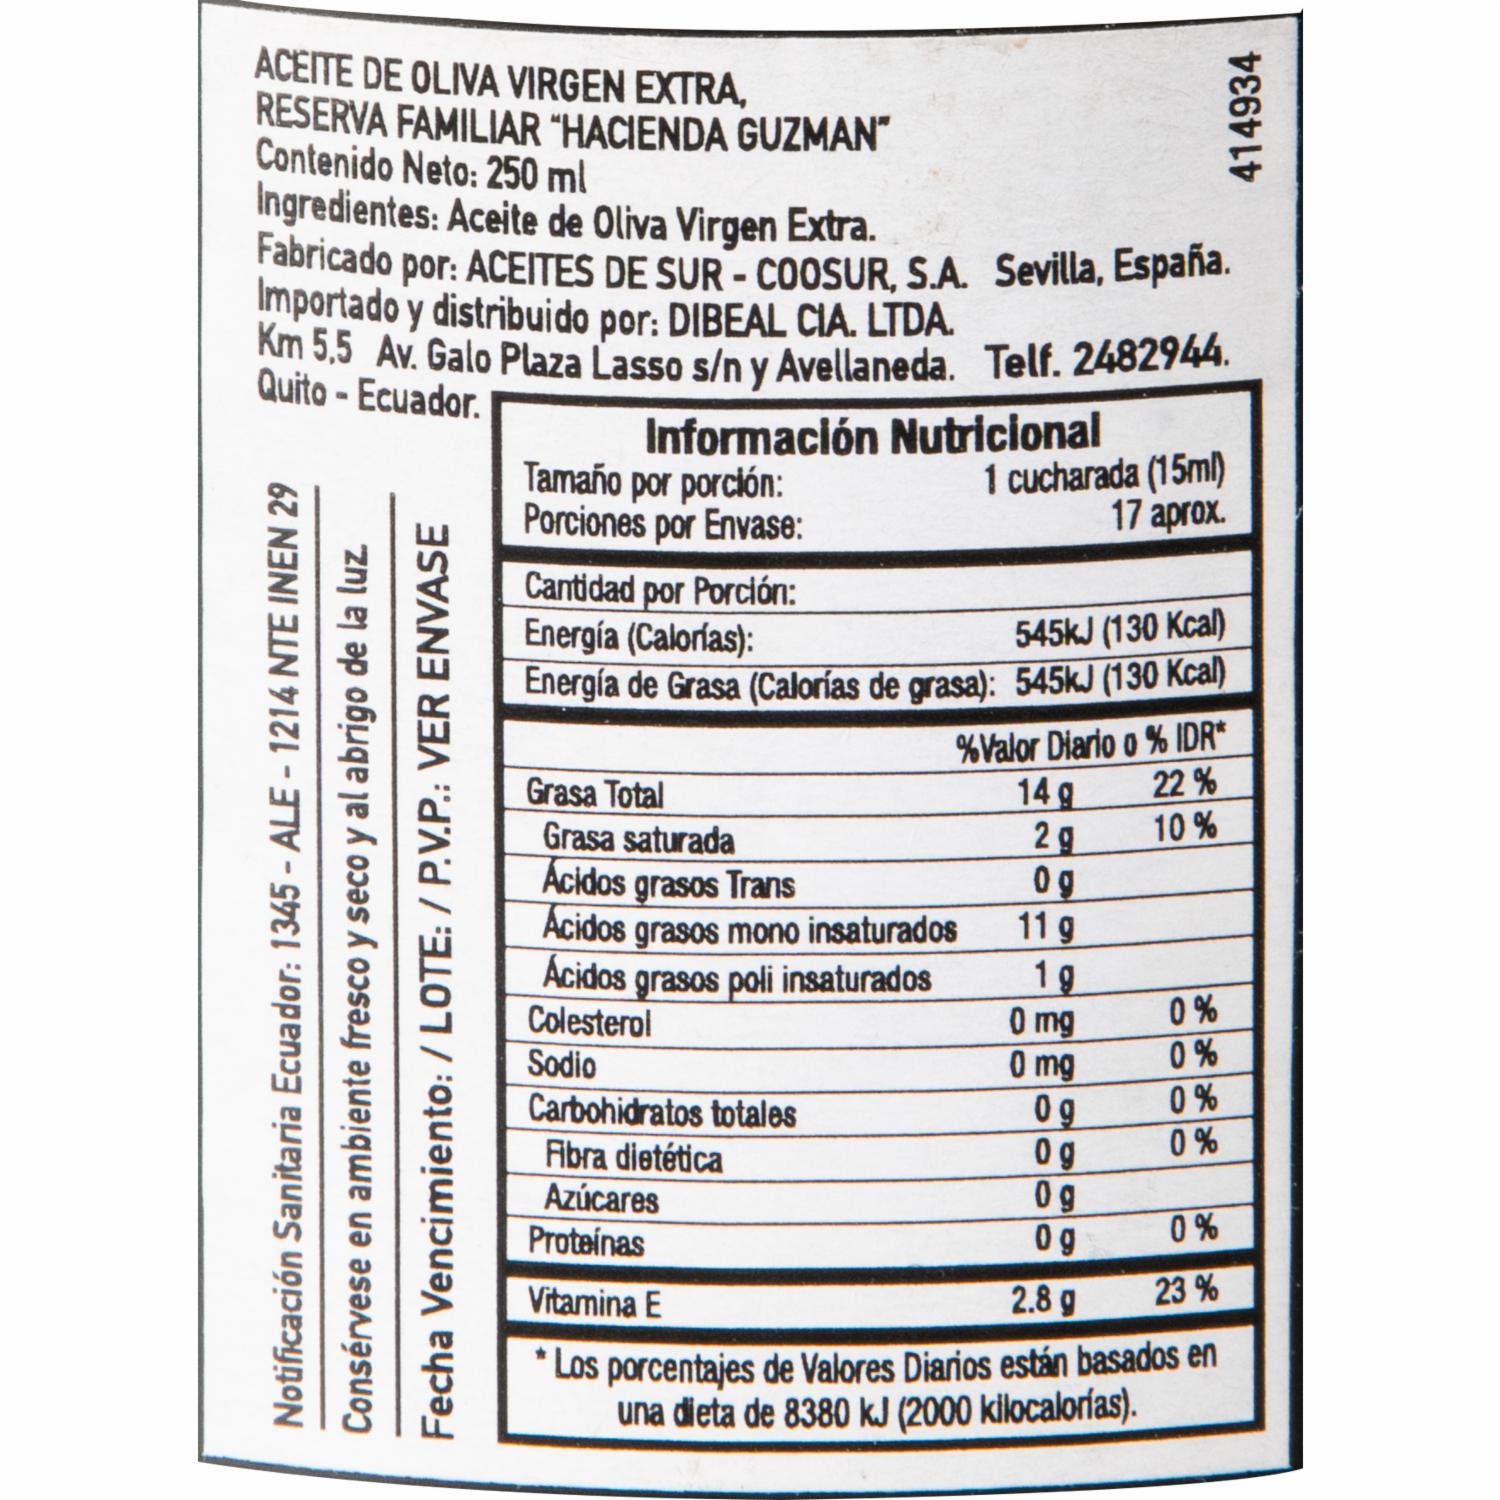 ACEITE DE OLIVA VIRGEN EXTRA,
RESERVA FAMILIAR “HACIENDA GUZMAN”
Contenido Neto: 250 ml
Ingredientes: Aceite de Oliva Virgen Extra.
Fabricado por: ACEITES DE SUR - COOSUR, S.A. Sevilla, España.
Importado y distribuido por: DIBEAL CIA. LTDA.
Km 5,5 Av. Galo Plaza Lasso s/n y Avellaneda. Telf. 2482944.
Quito - Ecuador.
414934
Notificación Sanitaria Ecuador: 1345 - ALE - 1214 NTE INEN 29
Consérvese en ambiente fresco y seco y al abrigo de la luz.
Fecha Vencimiento: / LOTE: / P.V.P.: VER ENVASE
Información Nutricional
Tamaño por porción: 1 cucharada (15ml)
Porciones por Envase: 17 aprox.
Cantidad por Porción:
Energía (Calorías): 545kJ (130 Kcal)
Energía de Grasa (Calorías de grasa): 545kJ (130 Kcal)
%Valor Diario o % IDR*
Grasa Total 14 g 22 %
Grasa saturada 2 g 10 %
Ácidos grasos Trans 0 g
Ácidos grasos mono insaturados 11 g
Ácidos grasos poli insaturados 1 g
Colesterol 0 mg 0 %
Sodio 0 mg 0 %
Carbohidratos totales 0 g 0 %
Fibra dietética 0 g 0 %
Azúcares 0 g
Proteínas 0 g 0 %
Vitamina E 2.8 g 23 %
* Los porcentajes de Valores Diarios están basados en
una dieta de 8380 kJ (2000 kilocalorías).